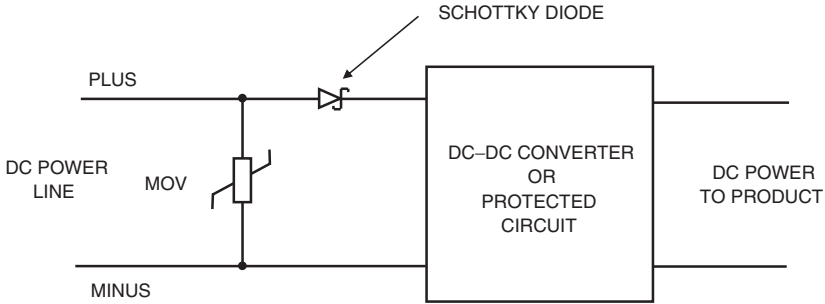 SCHOTTKY DIODE
PLUS
DC POWER
LINE
MOV
DC–DC CONVERTER
OR
PROTECTED
CIRCUIT
DC POWER
TO PRODUCT
MINUS